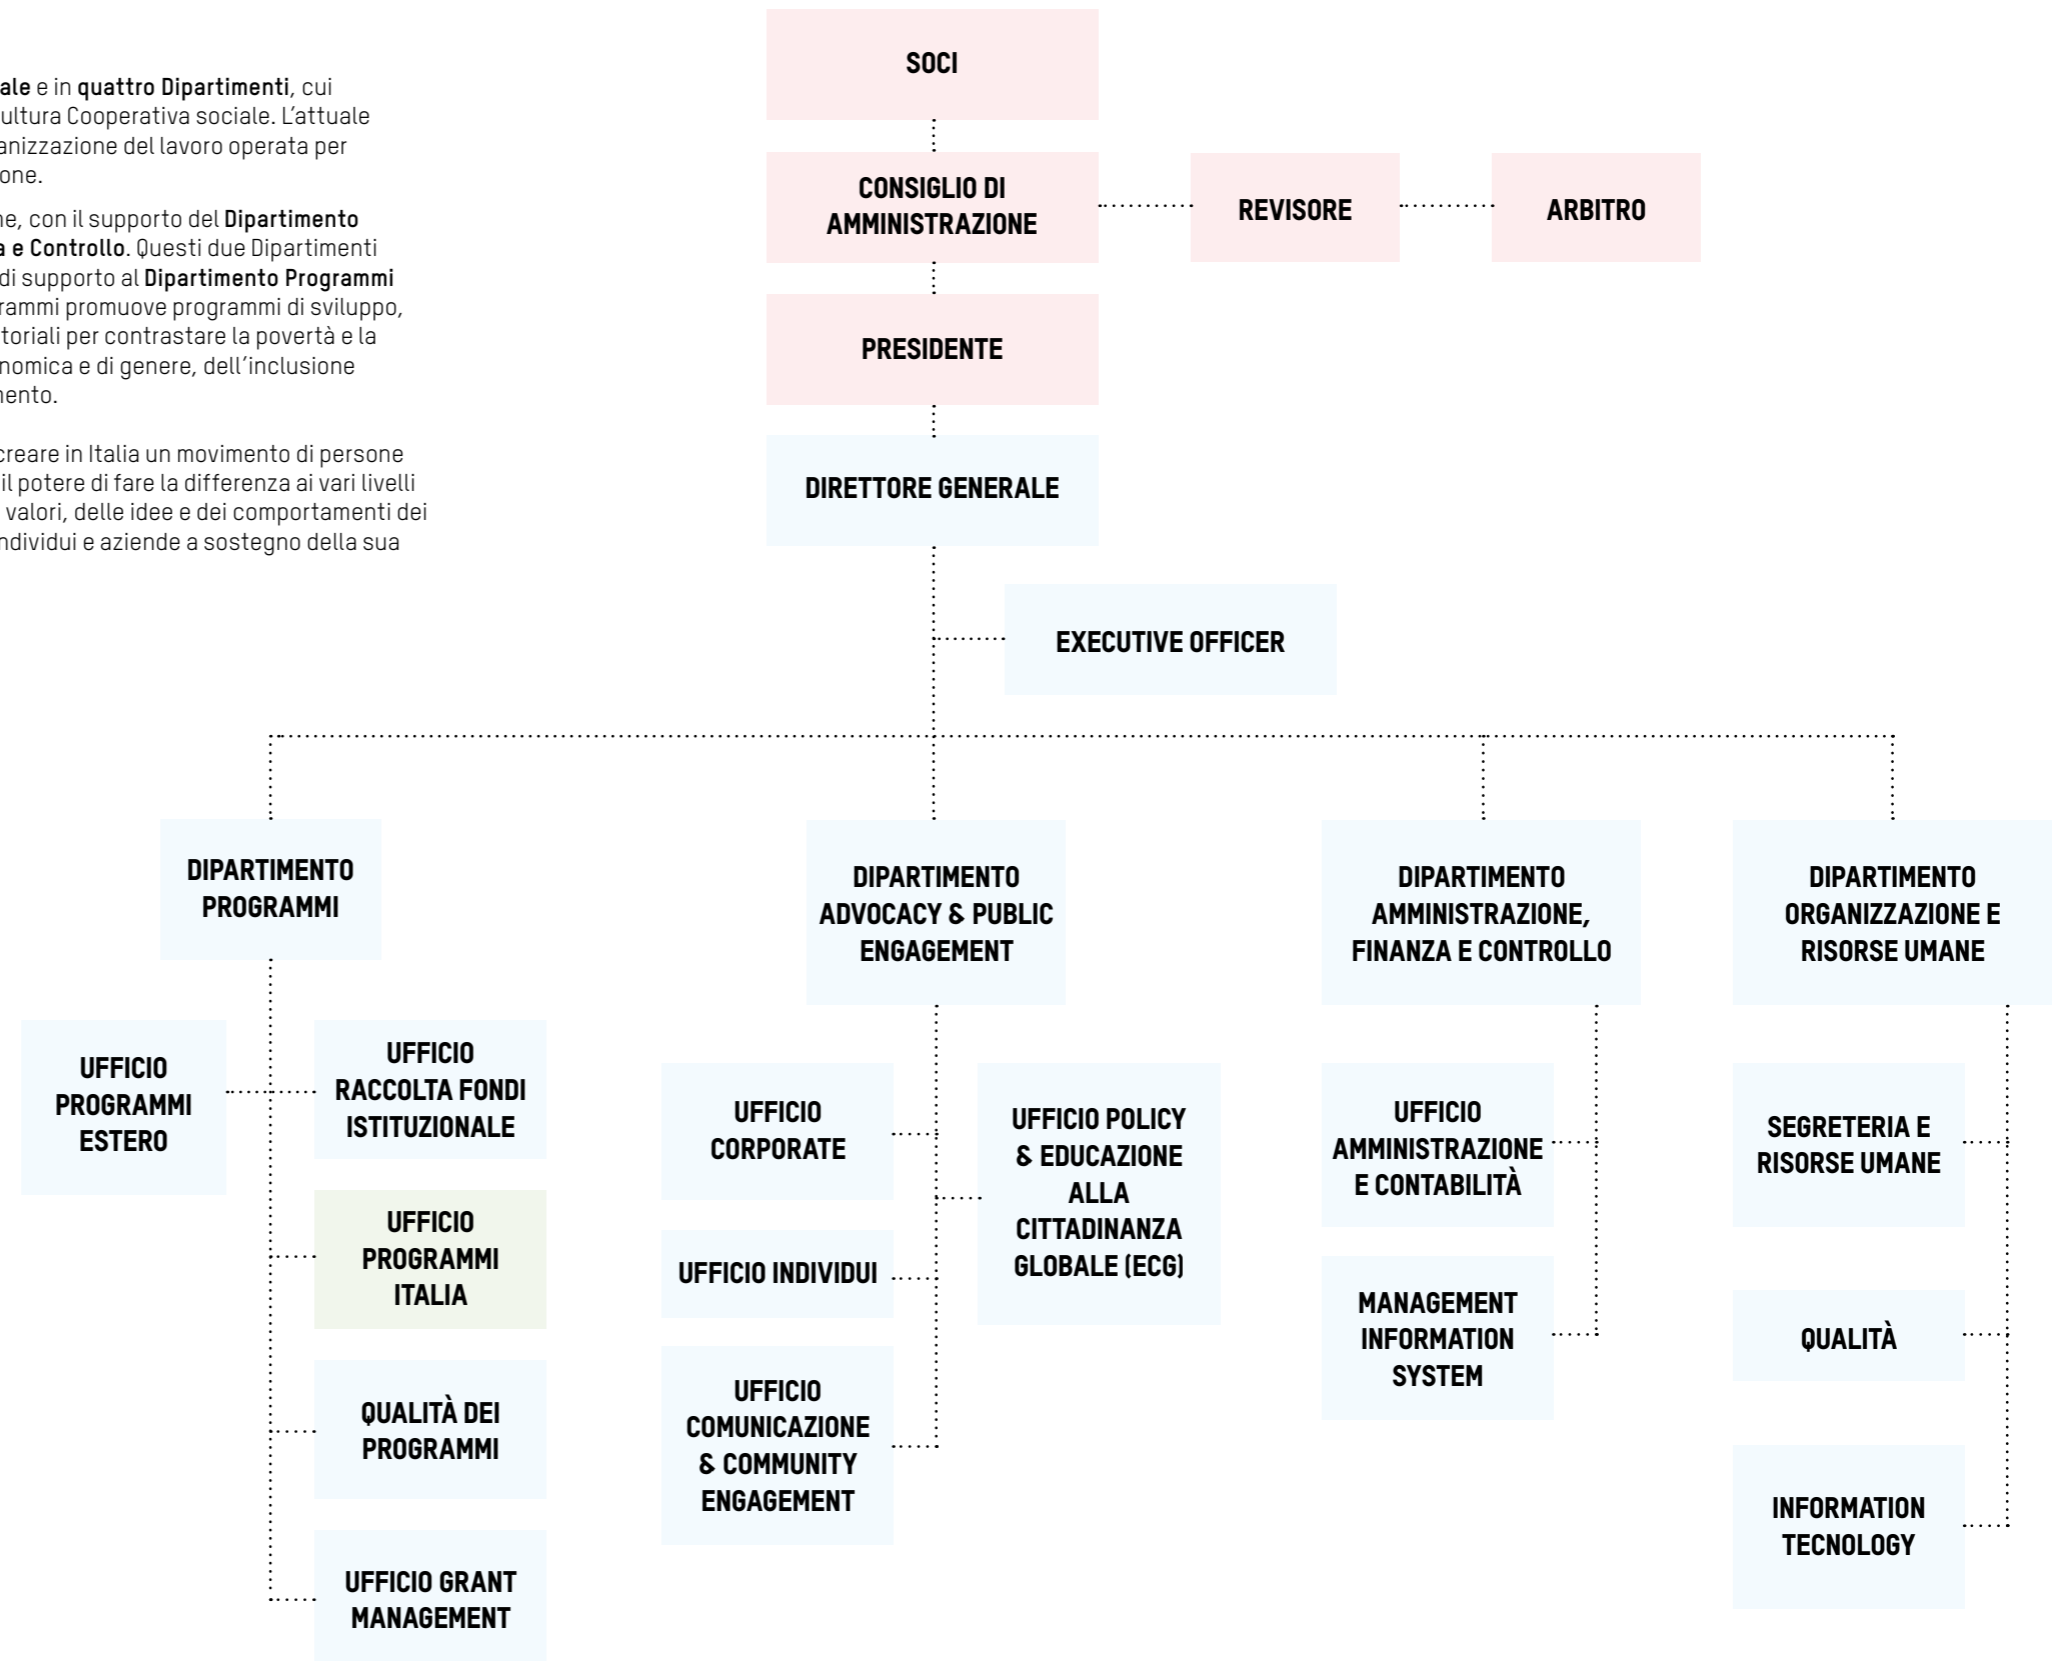 ale e in quattro Dipartimenti, cui
ultura Cooperativa sociale. L'attuale
anizzazione del lavoro operata per
one.
ne, con il supporto del Dipartimento
a e Controllo. Questi due Dipartimenti
di supporto al Dipartimento Programmi
grammi promuove programmi di sviluppo,
itoriali per contrastare la povertà e la
nomica e di genere, dell'inclusione
mento.
creare in Italia un movimento di persone
il potere di fare la differenza ai vari livelli
i valori, delle idee e dei comportamenti dei
individui e aziende a sostegno della sua
SOCI
CONSIGLIO DI
AMMINISTRAZIONE
REVISORE
ARBITRO
PRESIDENTE
DIRETTORE GENERALE
EXECUTIVE OFFICER
DIPARTIMENTO
PROGRAMMI
UFFICIO
PROGRAMMI
ESTERO
UFFICIO
RACCOLTA FONDI
ISTITUZIONALE
UFFICIO
PROGRAMMI
ITALIA
QUALITÀ DEI
PROGRAMMI
UFFICIO GRANT
MANAGEMENT
DIPARTIMENTO
ADVOCACY & PUBLIC
ENGAGEMENT
UFFICIO
CORPORATE
UFFICIO INDIVIDUI
UFFICIO
COMUNICAZIONE
& COMMUNITY
ENGAGEMENT
UFFICIO POLICY
& EDUCAZIONE
ALLA
CITTADINANZA
GLOBALE (ECG)
DIPARTIMENTO
AMMINISTRAZIONE,
FINANZA E CONTROLLO
UFFICIO
AMMINISTRAZIONE
E CONTABILITÀ
MANAGEMENT
INFORMATION
SYSTEM
DIPARTIMENTO
ORGANIZZAZIONE E
RISORSE UMANE
SEGRETERIA E
RISORSE UMANE
QUALITÀ
INFORMATION
TECNOLOGY